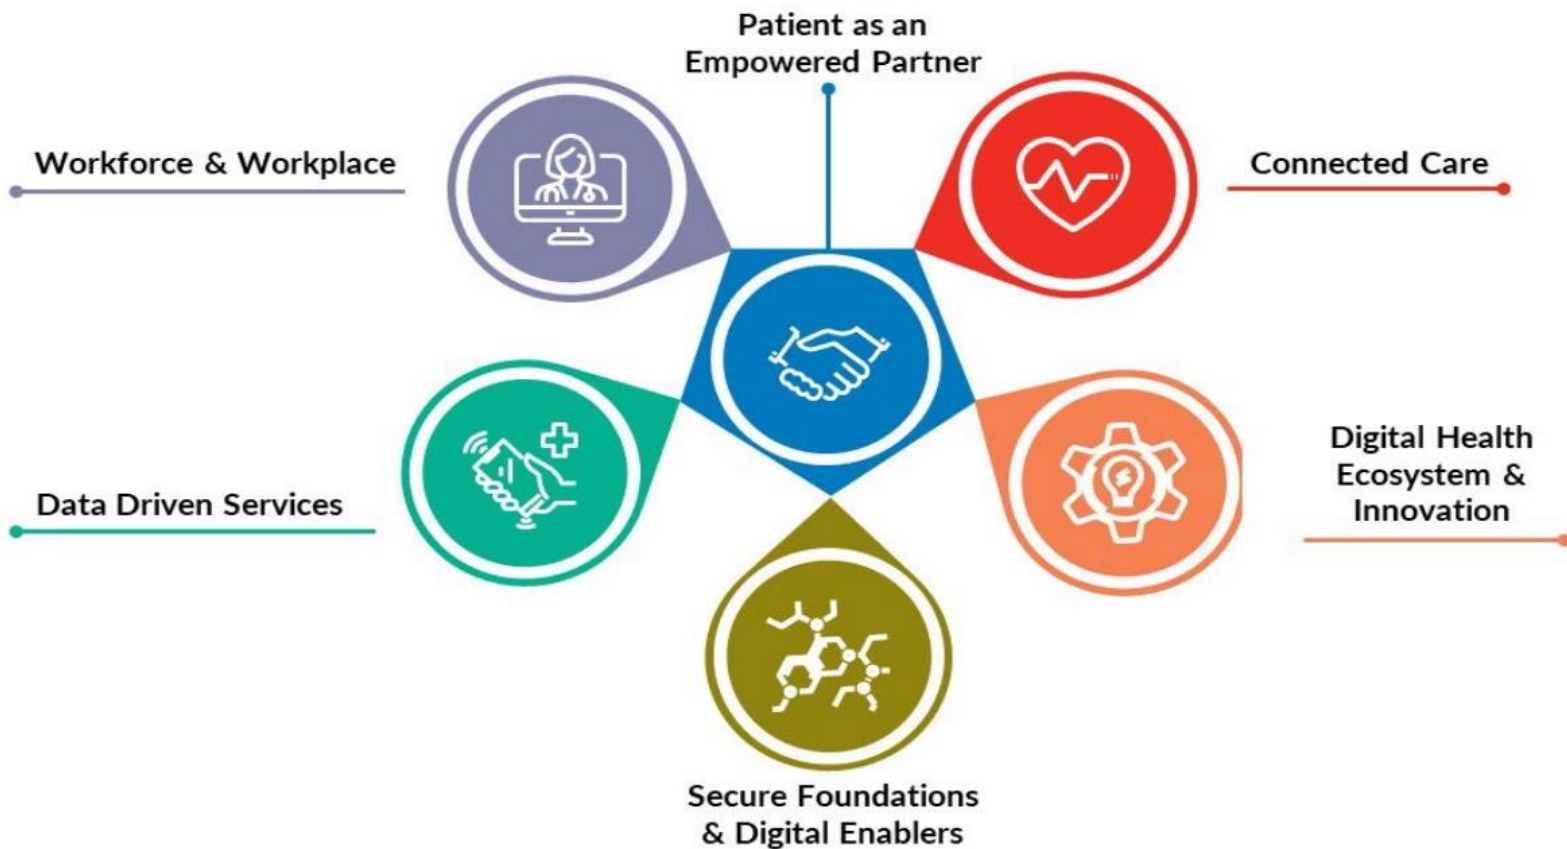 Patient as an
Empowered Partner
Workforce & Workplace
Connected Care
Digital Health
Ecosystem &
Innovation
Data Driven Services
Secure Foundations
& Digital Enablers